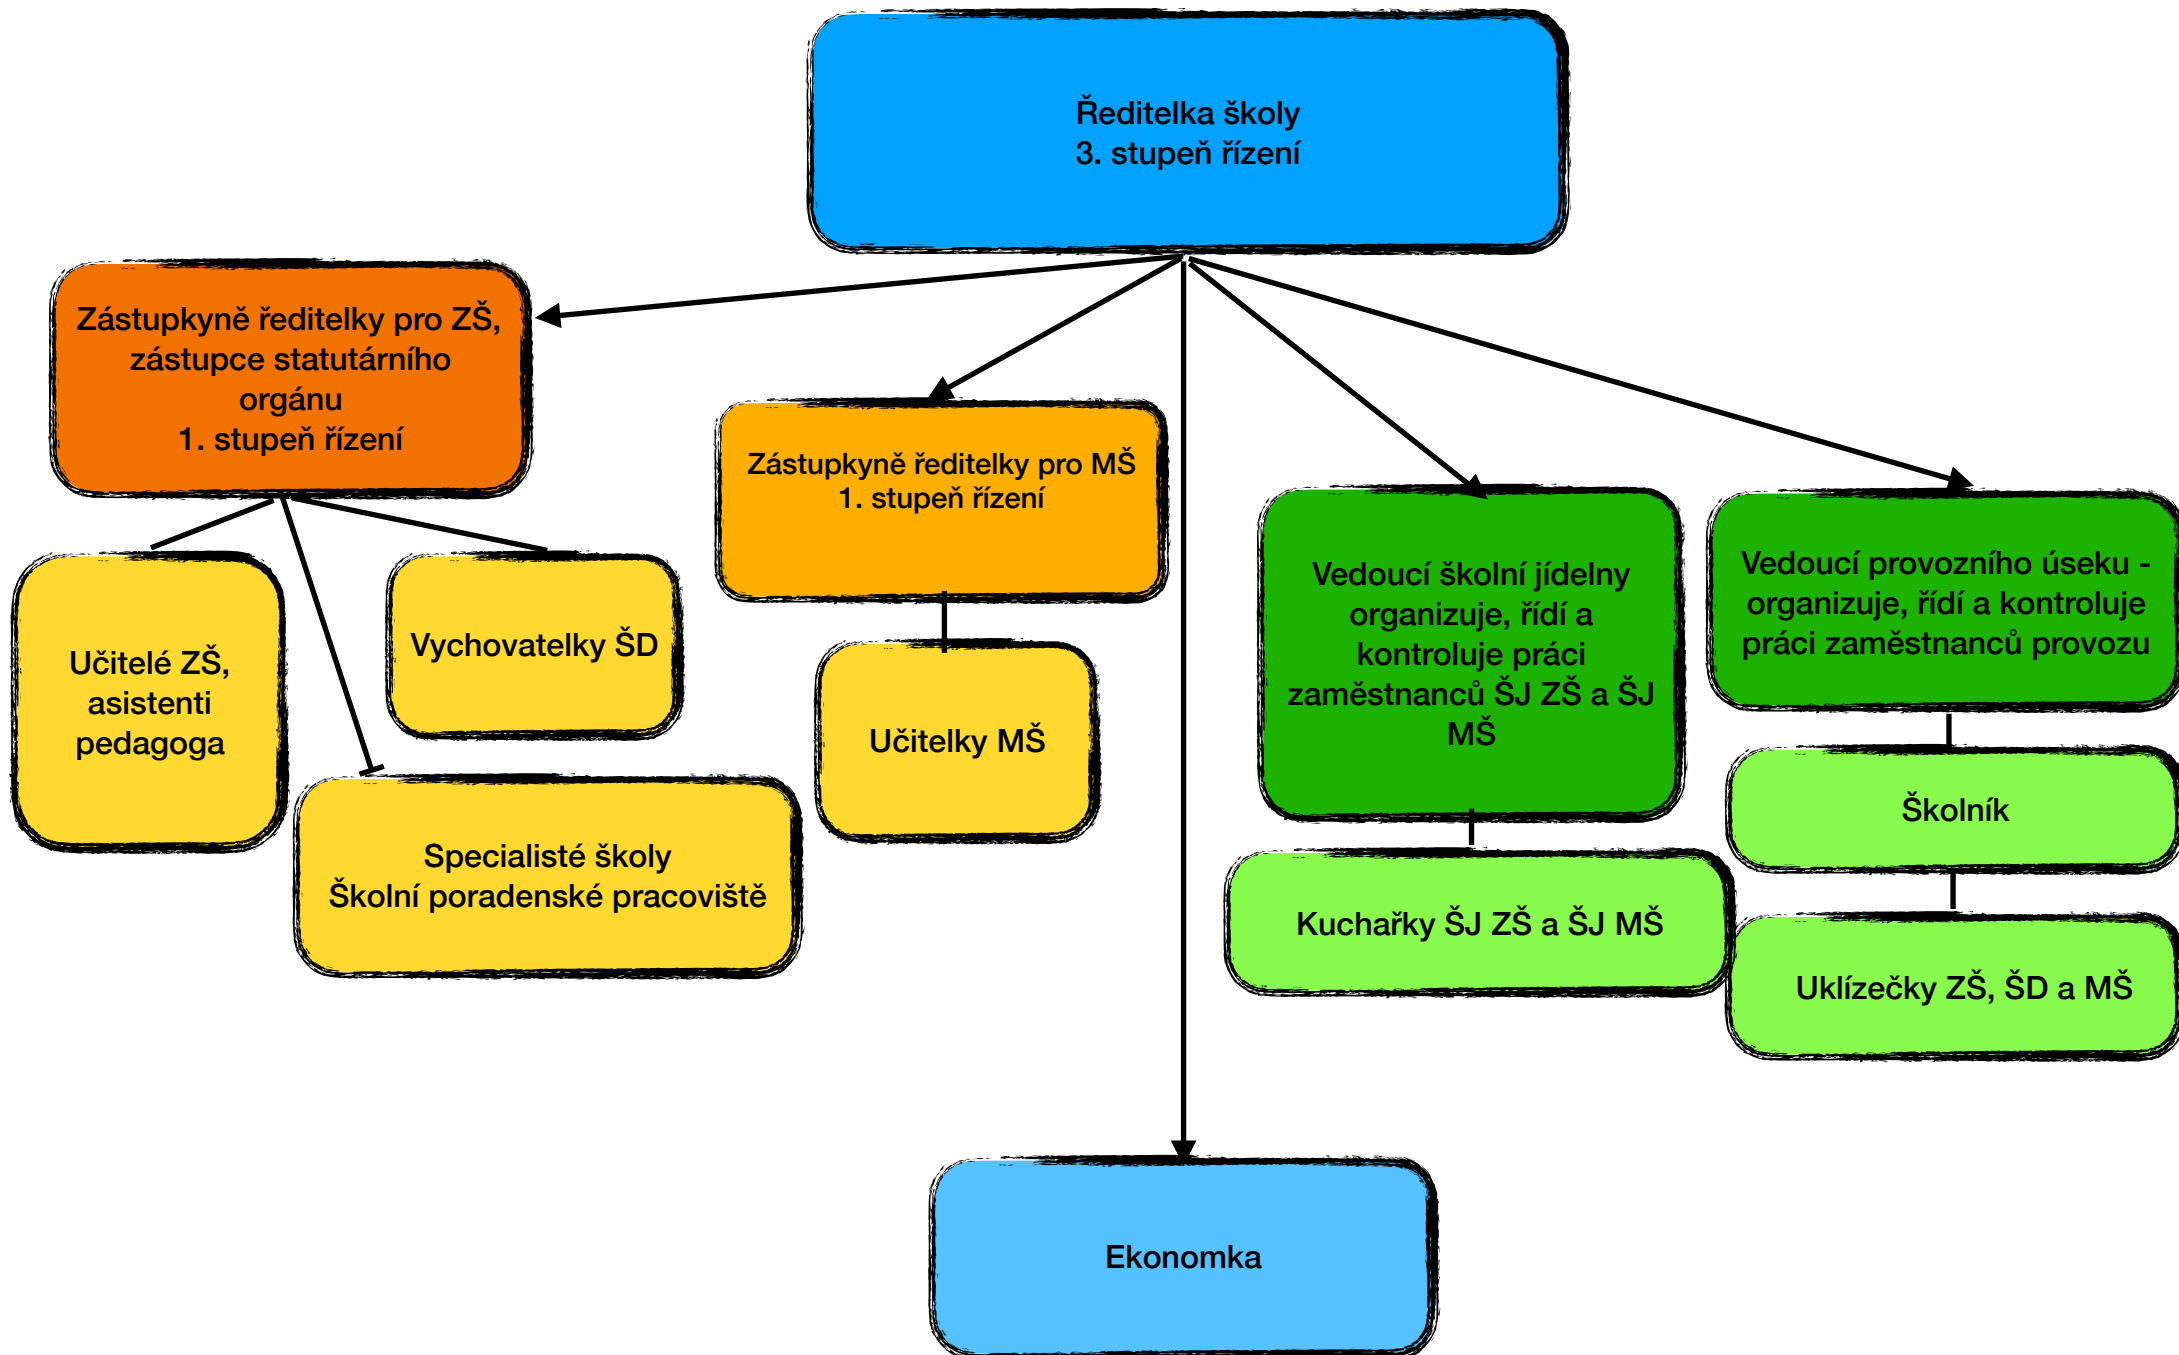 Ředitelka školy
3. stupeň řízení
Zástupkyně ředitelky pro ZŠ,
zástupce statutárního
orgánu
1. stupeň řízení
Zástupkyně ředitelky pro MŠ
1. stupeň řízení
Vedoucí školní jídelny
organizuje, řídí a
kontroluje práci
zaměstnanců ŠJ ZŠ a ŠJ
MŠ
Vedoucí provozního úseku -
organizuje, řídí a kontroluje
práci zaměstnanců provozu
Učitelé ZŠ,
asistenti
pedagoga
Vychovatelky ŠD
Specialisté školy
Školní poradenské pracoviště
Učitelky MŠ
Kuchařky ŠJ ZŠ a ŠJ MŠ
Školník
Uklízečky ZŠ, ŠD a MŠ
Ekonomka